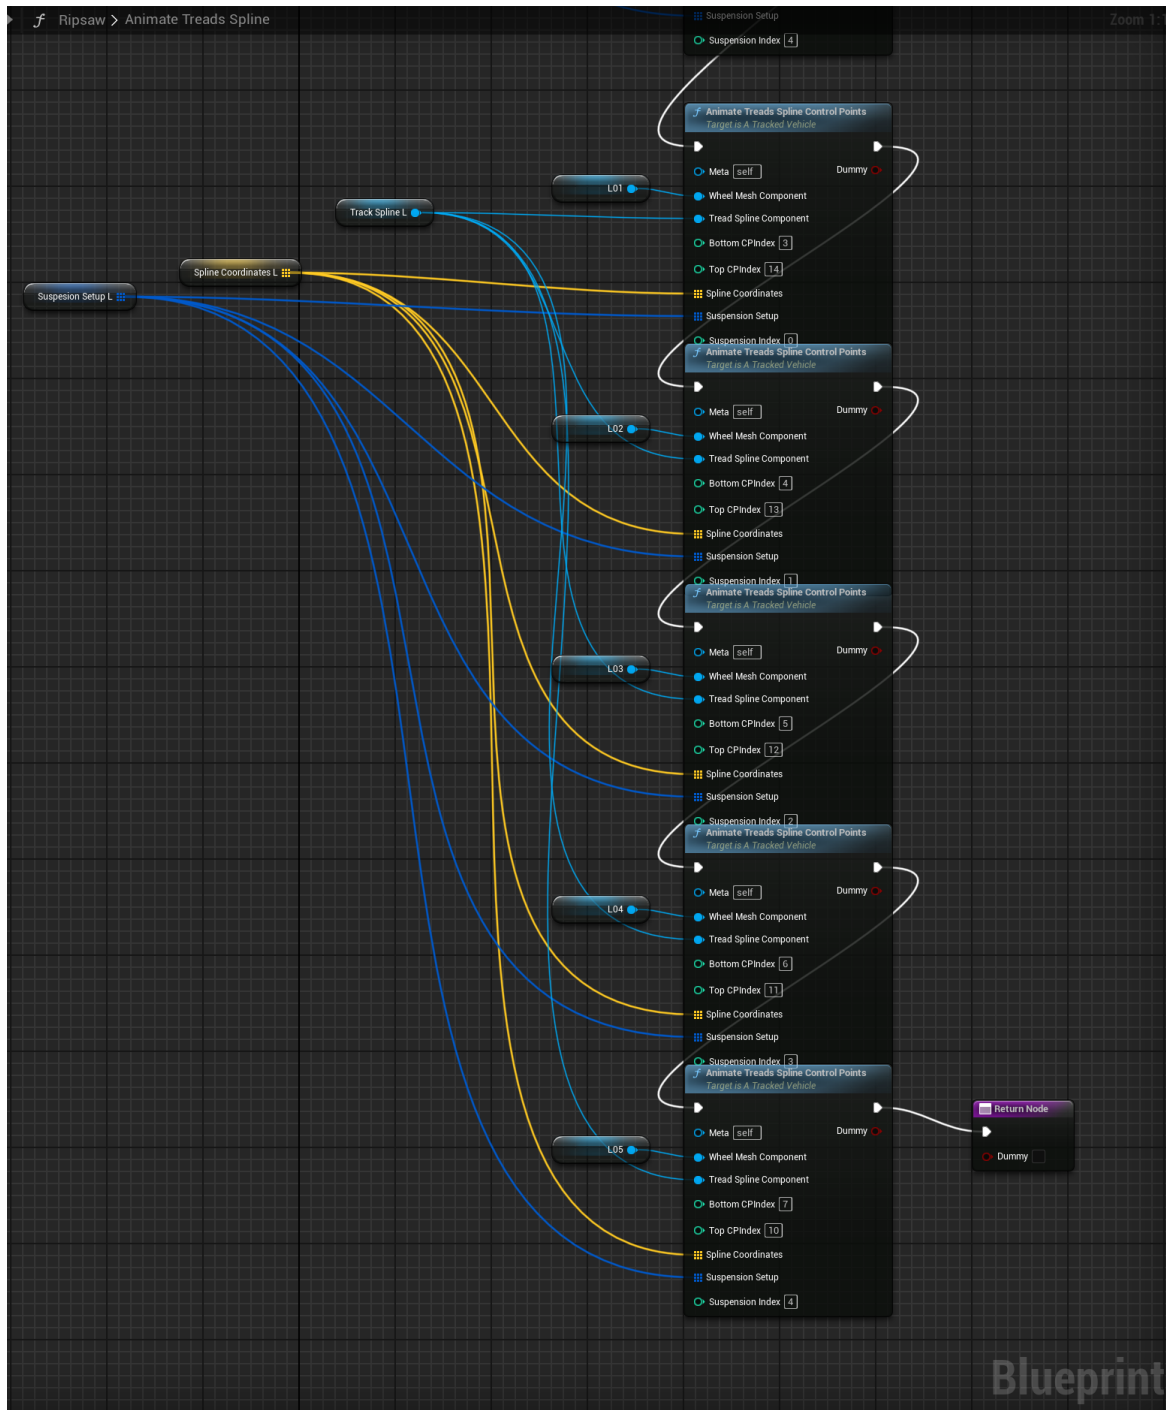 Ripsaw > Animate Treads Spline
Zoom 1:
Suspension Setup
Suspension Index 4
Animate Treads Spline Control Points
Target is A Tracked Vehicle
Meta self
Dummy
L01
Wheel Mesh Component
Track Spline L
Tread Spline Component
Bottom CPIndex 3
Top CPIndex 14
Spline Coordinates L
Spline Coordinates
Suspesion Setup L
Suspension Setup
Suspension Index 0
Animate Treads Spline Control Points
Target is A Tracked Vehicle
Meta self
Dummy
L02
Wheel Mesh Component
Tread Spline Component
Bottom CPIndex 4
Top CPIndex 13
Spline Coordinates
Suspension Setup
Suspension Index 1
Animate Treads Spline Control Points
Target is A Tracked Vehicle
Meta self
Dummy
L03
Wheel Mesh Component
Tread Spline Component
Bottom CPIndex 5
Top CPIndex 12
Spline Coordinates
Suspension Setup
Suspension Index 2
Animate Treads Spline Control Points
Target is A Tracked Vehicle
Meta self
Dummy
L04
Wheel Mesh Component
Tread Spline Component
Bottom CPIndex 6
Top CPIndex 11
Spline Coordinates
Suspension Setup
Suspension Index 3
Animate Treads Spline Control Points
Target is A Tracked Vehicle
Meta self
Dummy
L05
Wheel Mesh Component
Tread Spline Component
Bottom CPIndex 7
Top CPIndex 10
Spline Coordinates
Suspension Setup
Suspension Index 4
Return Node
Dummy
Blueprint